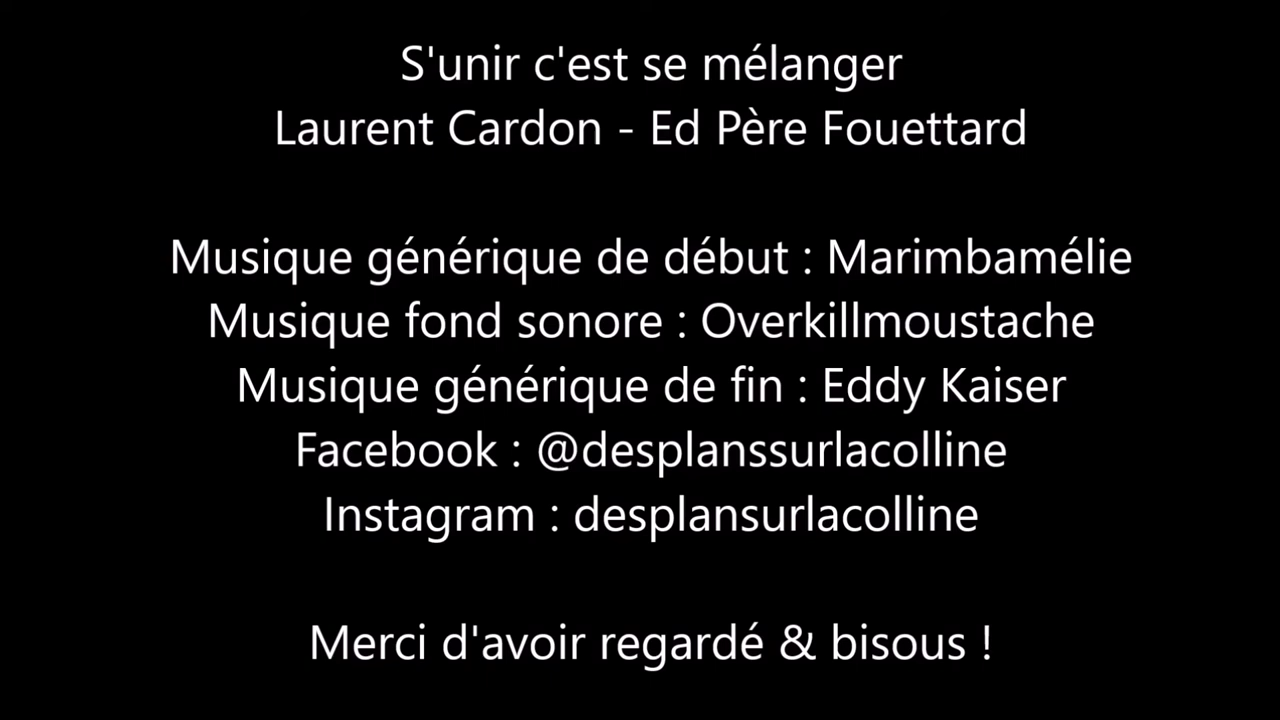 S'unir c'est se mélanger
Laurent Cardon - Ed Père Fouettard
Musique générique de début : Marimbamélie
Musique fond sonore : Overkillmoustache
Musique générique de fin : Eddy Kaiser
Facebook : @desplanssurlacolline
Instagram : desplansurlacolline
Merci d'avoir regardé & bisous !